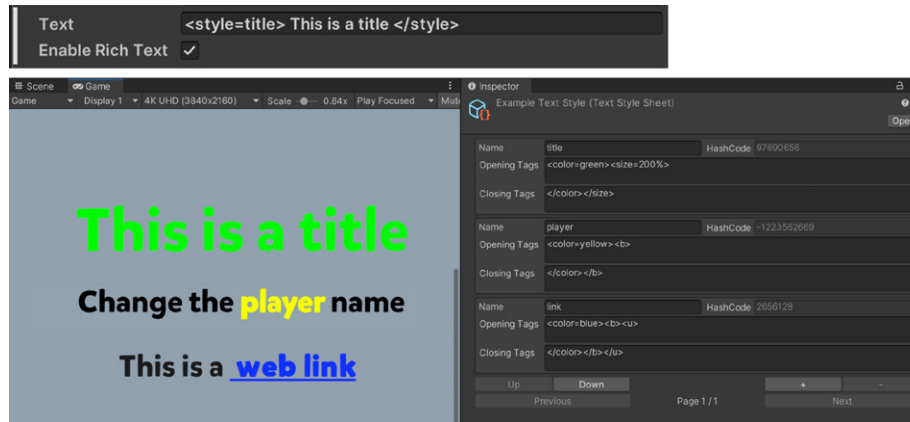 Text <style=title> This is a title </style>
Enable Rich Text
Scene Game
Game Display 1 4K UHD (3840x2160) Scale 0.84x Play Focused Mut
This is a title
Change the player name
This is a web link
Inspector
Example Text Style (Text Style Sheet)
Ope
Name title HashCode 97690656
Opening Tags <color=green><size=200%>
Closing Tags </color></size>
Name player HashCode -1223562669
Opening Tags <color=yellow><b>
Closing Tags </color></b>
Name link HashCode 2656128
Opening Tags <color=blue><b><u>
Closing Tags </color></b></u>
Up Down + -
Previous Page 1 / 1 Next